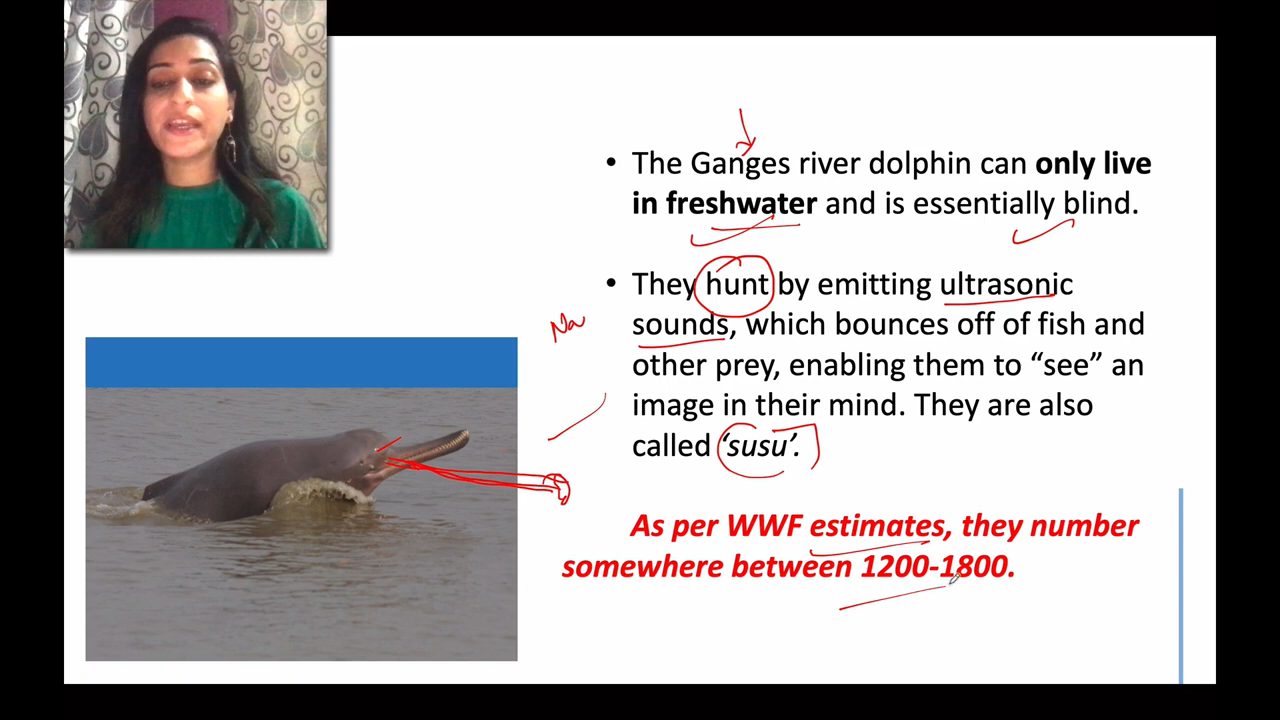 • The Ganges river dolphin can only live
in freshwater and is essentially blind.
• They hunt by emitting ultrasonic
sounds, which bounces off of fish and
other prey, enabling them to “see” an
image in their mind. They are also
called ‘susu’.
Na
As per WWF estimates, they number
somewhere between 1200-1800.